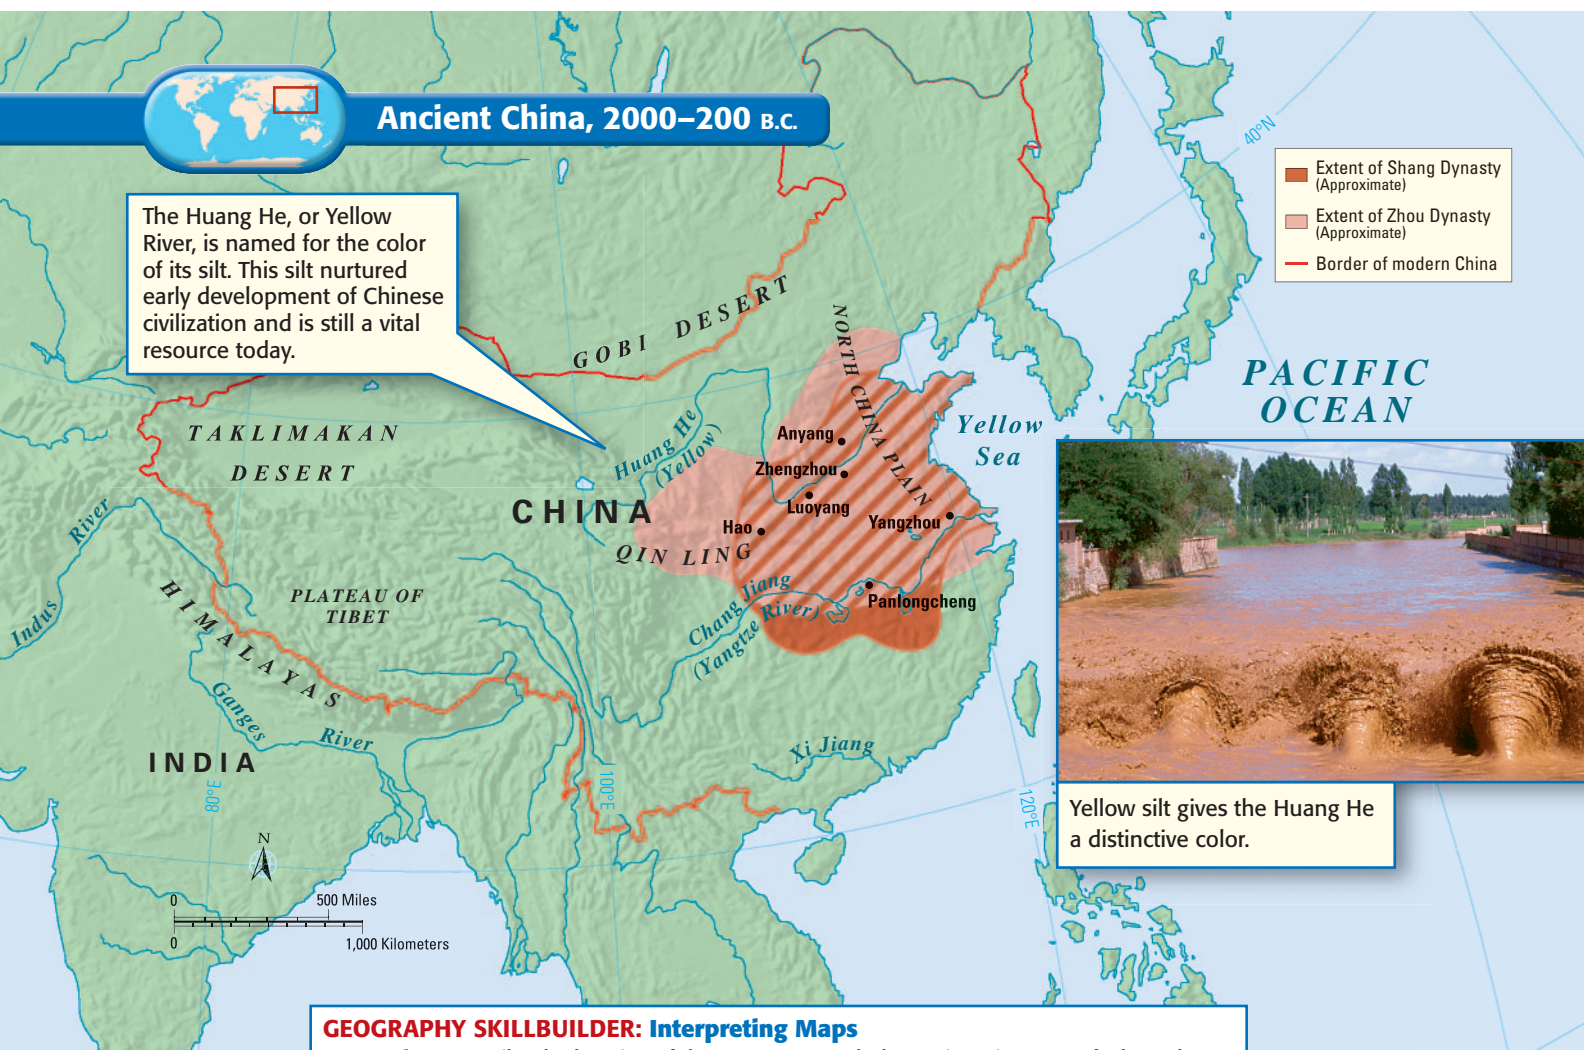 Ancient China, 2000–200 B.C.
The Huang He, or Yellow
River, is named for the color
of its silt. This silt nurtured
early development of Chinese
civilization and is still a vital
resource today.
40°N
Extent of Shang Dynasty
(Approximate)
Extent of Zhou Dynasty
(Approximate)
Border of modern China
GOBI DESERT
NORTH CHINA PLAIN
PACIFIC
OCEAN
TAKLIMAKAN
DESERT
Huang He
(Yellow)
Yellow
Sea
Anyang
Zhengzhou
Luoyang
Yangzhou
Hao
CHINA
QIN LING
Indus
River
HIMALAYAS
PLATEAU OF
TIBET
Chang Jiang
(Yangtze River)
Panlongcheng
Ganges
River
INDIA
Xi Jiang
80°E
100°E
120°E
Yellow silt gives the Huang He
a distinctive color.
N
0
500 Miles
0
1,000 Kilometers
GEOGRAPHY SKILLBUILDER: Interpreting Maps